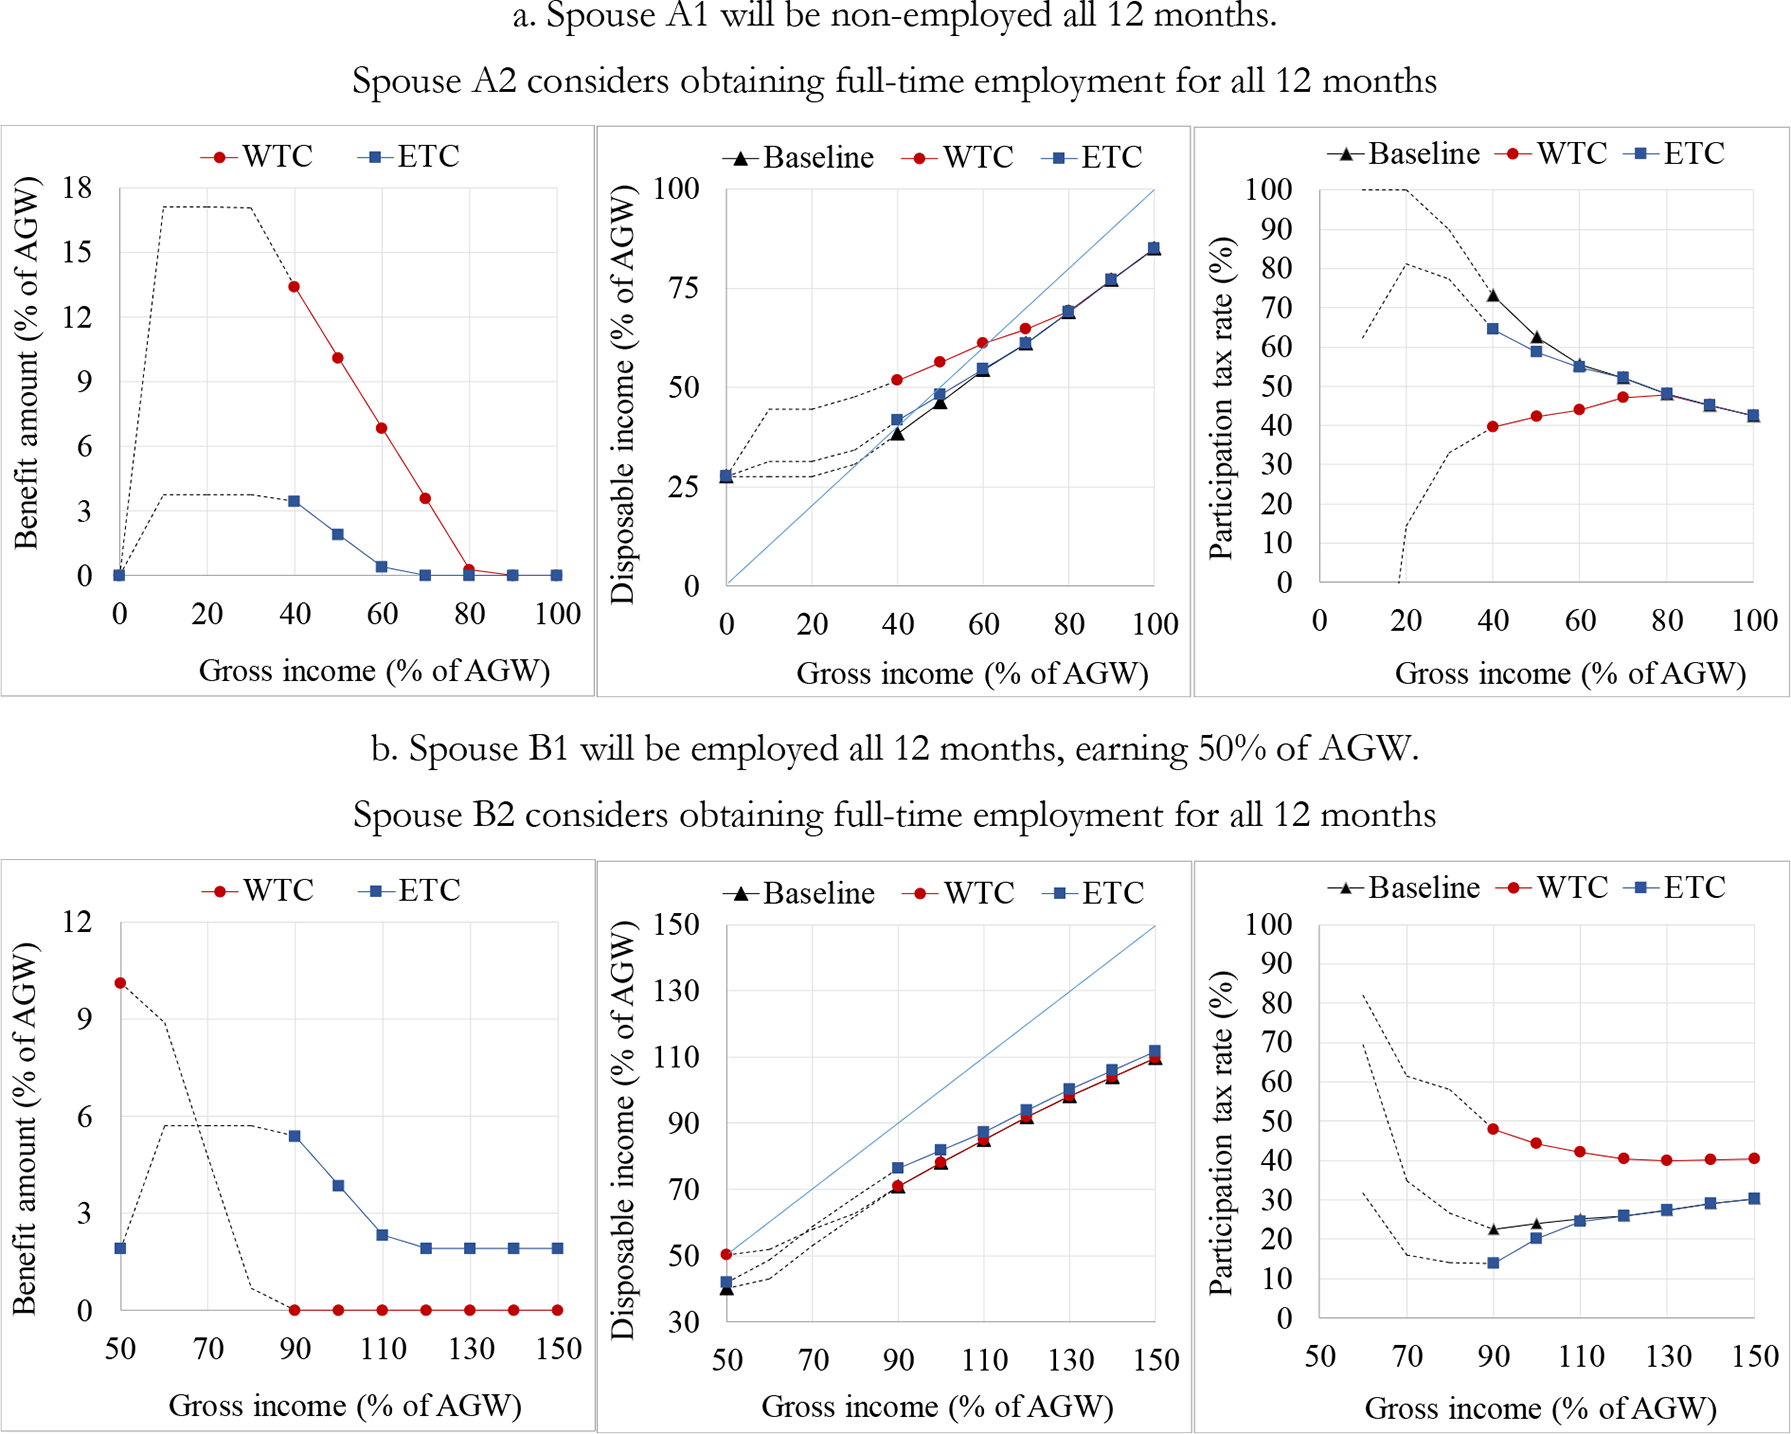 a. Spouse A1 will be non-employed all 12 months.
Spouse A2 considers obtaining full-time employment for all 12 months
WTC ETC
Benefit amount (% of AGW)
18
15
12
9
6
3
0
0 20 40 60 80 100
Gross income (% of AGW)
Baseline WTC ETC
Disposable income (% of AGW)
100
75
50
25
0
0 20 40 60 80 100
Gross income (% of AGW)
Baseline WTC ETC
Participation tax rate (%)
100
90
80
70
60
50
40
30
20
10
0
0 20 40 60 80 100
Gross income (% of AGW)
b. Spouse B1 will be employed all 12 months, earning 50% of AGW.
Spouse B2 considers obtaining full-time employment for all 12 months
WTC ETC
Benefit amount (% of AGW)
12
9
6
3
0
50 70 90 110 130 150
Gross income (% of AGW)
Baseline WTC ETC
Disposable income (% of AGW)
150
130
110
90
70
50
30
50 70 90 110 130 150
Gross income (% of AGW)
Baseline WTC ETC
Participation tax rate (%)
100
90
80
70
60
50
40
30
20
10
0
50 70 90 110 130 150
Gross income (% of AGW)